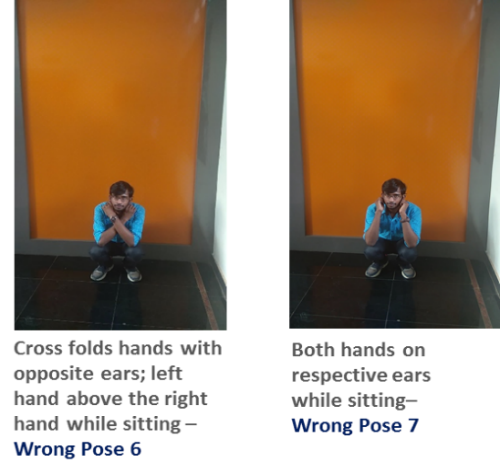 Cross folds hands with
opposite ears; left
hand above the right
hand while sitting –
Wrong Pose 6
Both hands on
respective ears
while sitting–
Wrong Pose 7